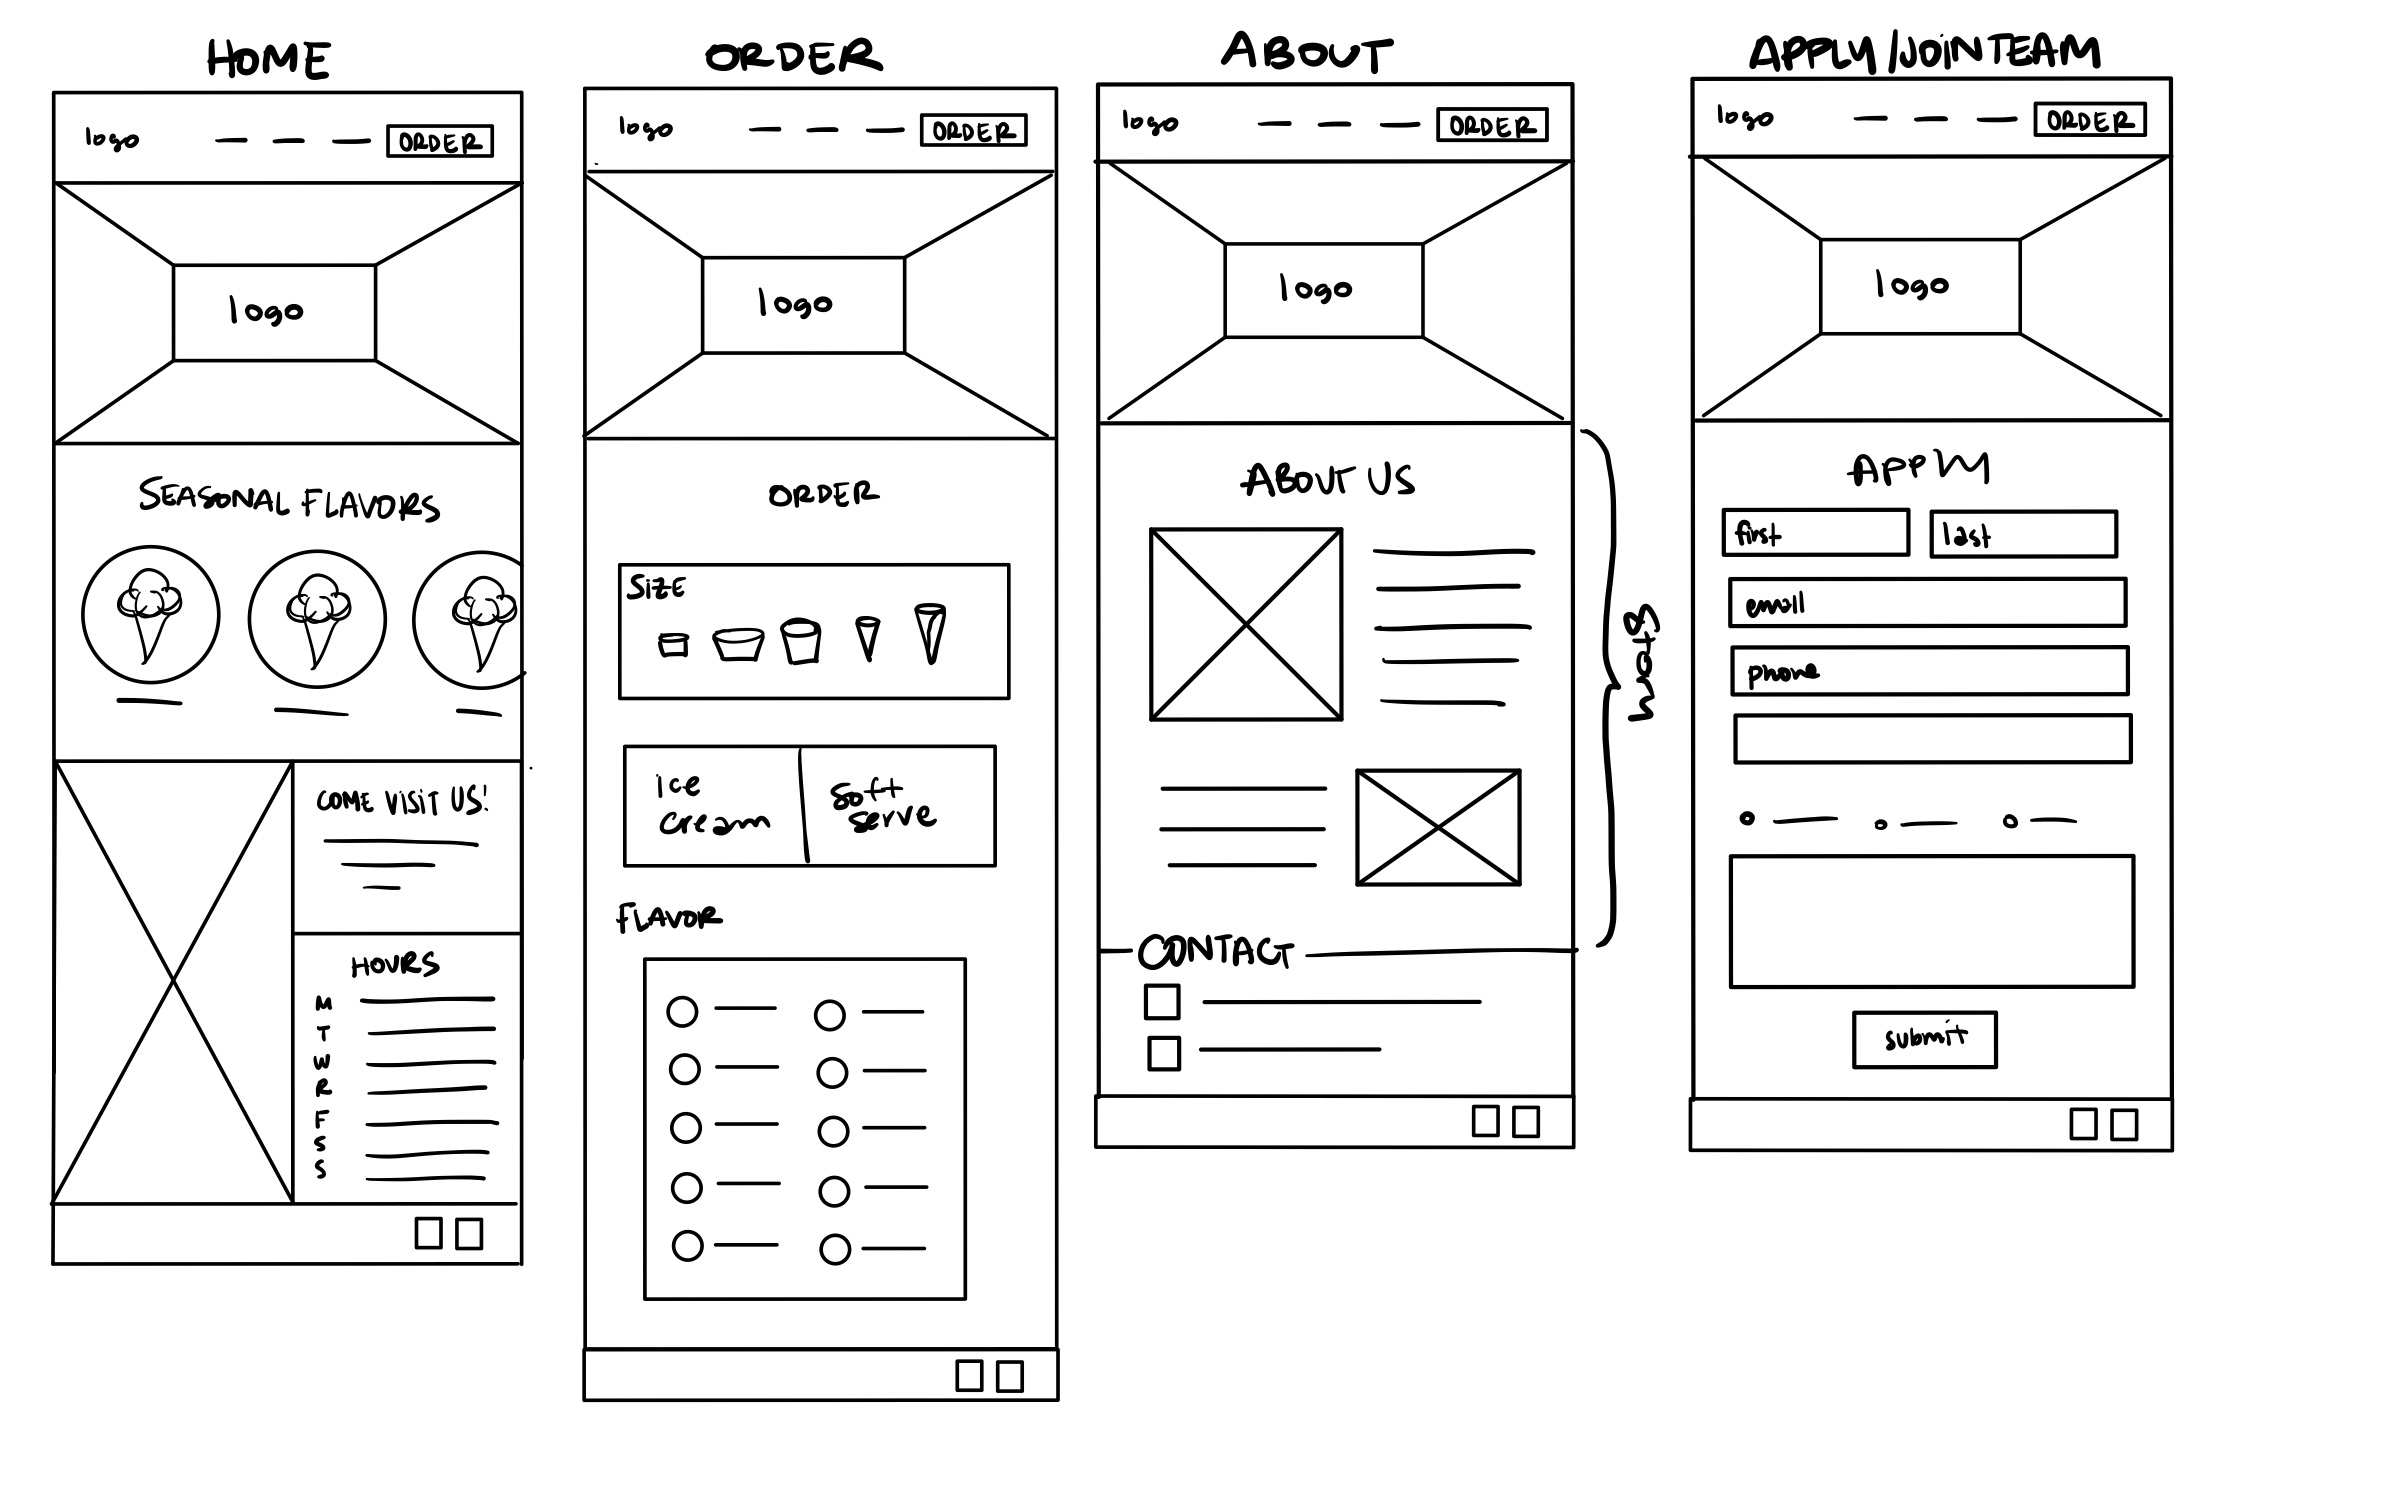 HOME
logo
ORDER
logo
SEASONAL FLAVORS
COME VISIT US!
HOURS
M
T
W
R
F
S
S
ORDER
logo
ORDER
logo
ORDER
SIZE
ice
cream
soft
serve
FLAVOR
ABOUT
logo
ORDER
logo
ABOUT US
CONTACT
APPLY/JOIN TEAM
logo
ORDER
logo
APPLY
first
last
email
phone
submit